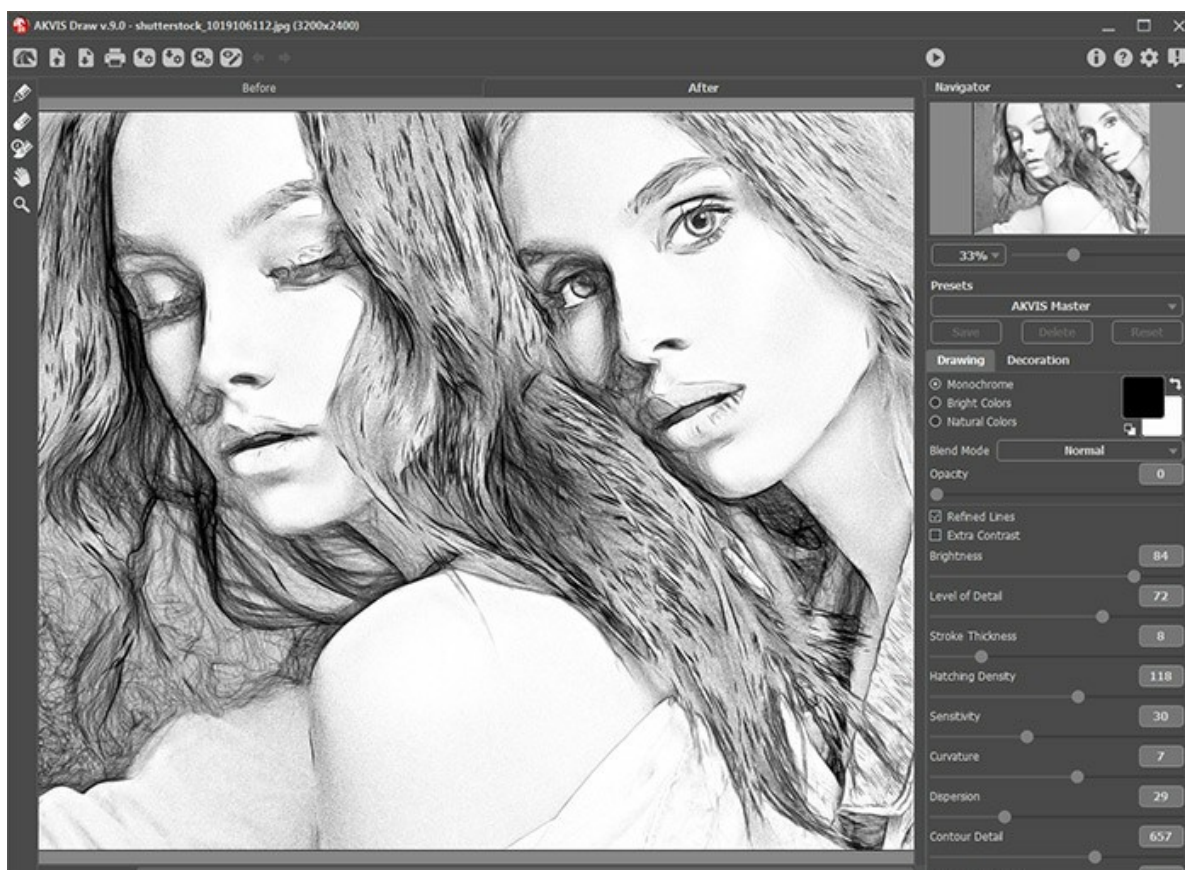 AKVIS Draw v.9.0 - shutterstock_1019106112.jpg (3200x2400)
Before
After
Navigator
33%
Presets
AKVIS Master
Save
Delete
Reset
Drawing
Decoration
Monochrome
Bright Colors
Natural Colors
Blend Mode
Normal
Opacity
0
Refined Lines
Extra Contrast
Brightness
84
Level of Detail
72
Stroke Thickness
8
Hatching Density
118
Sensitivity
30
Curvature
7
Dispersion
29
Contour Detail
657